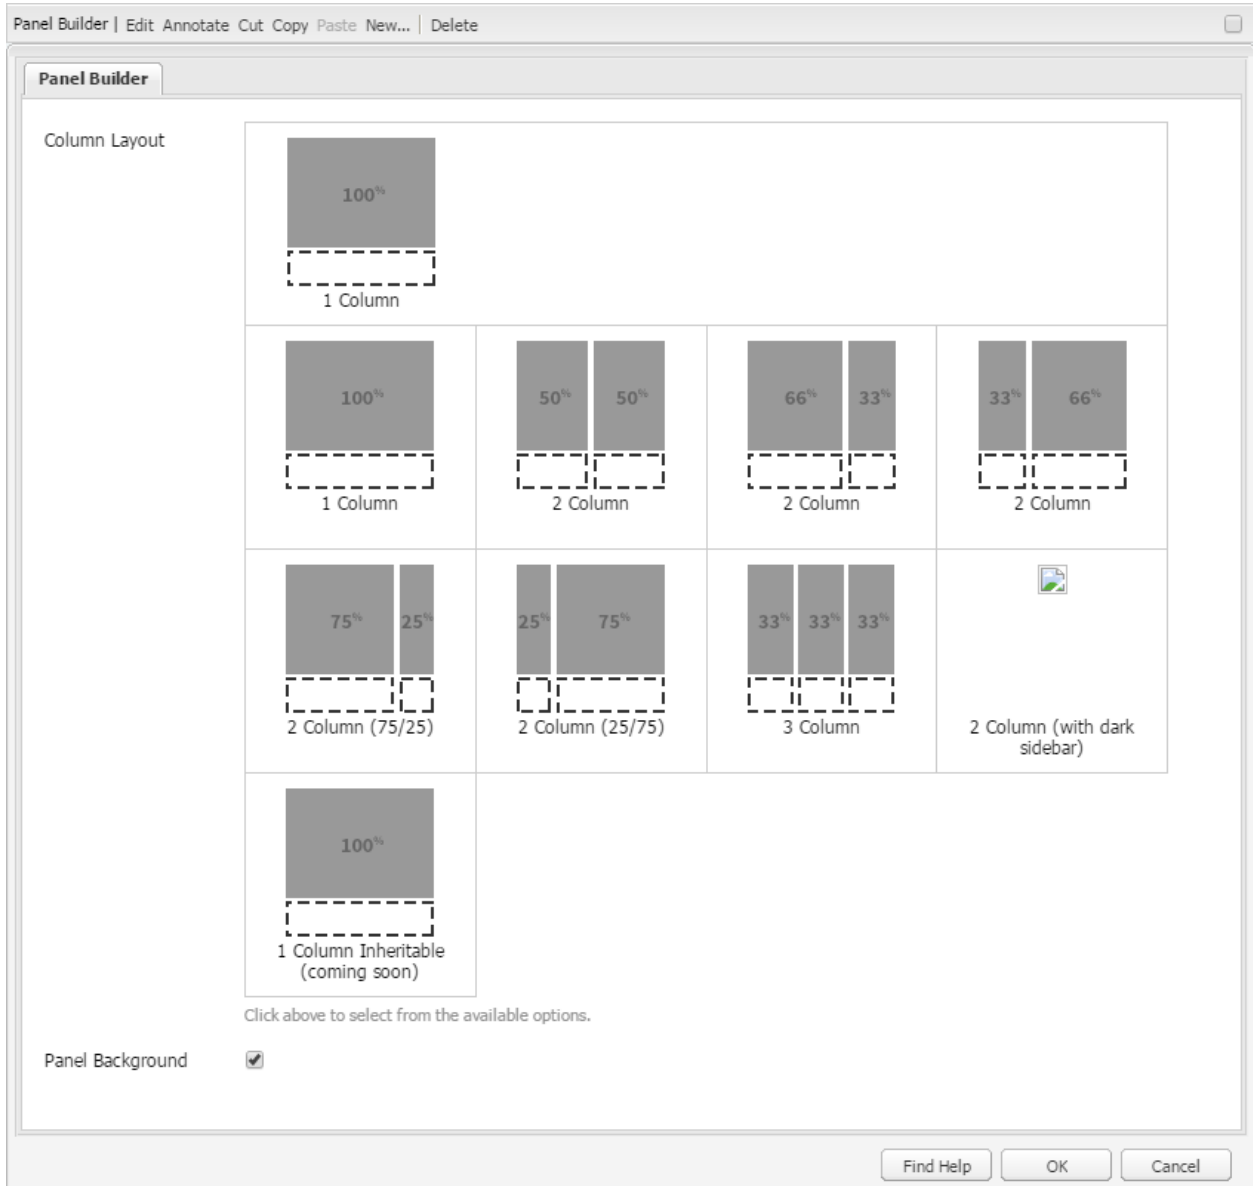 Panel Builder | Edit Annotate Cut Copy Paste New... | Delete
Panel Builder
Column Layout
100%
1 Column
100% 50% 50% 66% 33% 33% 66%
1 Column 2 Column 2 Column 2 Column
75% 25% 25% 75% 33% 33% 33%
2 Column (75/25) 2 Column (25/75) 3 Column 2 Column (with dark
sidebar)
100%
1 Column Inheritable
(coming soon)
Click above to select from the available options.
Panel Background
Find Help OK Cancel